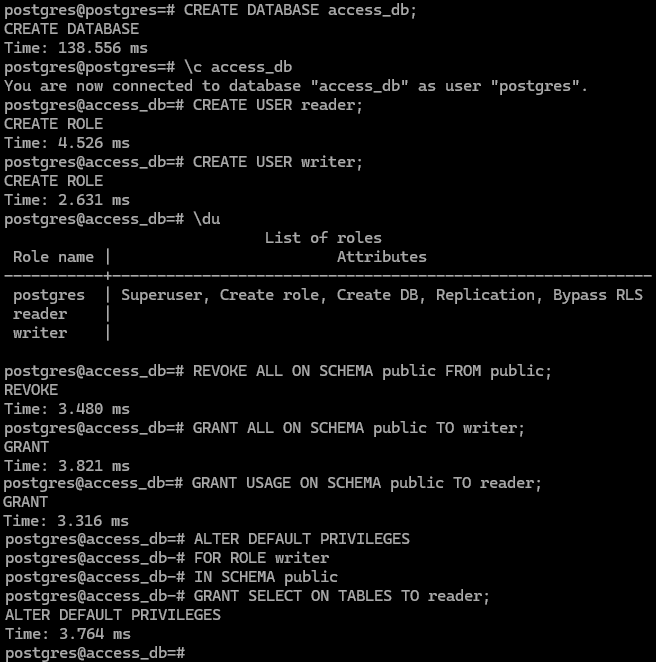 postgres@postgres=# CREATE DATABASE access_db;
CREATE DATABASE
Time: 138.556 ms
postgres@postgres=# \c access_db
You are now connected to database "access_db" as user "postgres".
postgres@access_db=# CREATE USER reader;
CREATE ROLE
Time: 4.526 ms
postgres@access_db=# CREATE USER writer;
CREATE ROLE
Time: 2.631 ms
postgres@access_db=# \du
                             List of roles
 Role name |                         Attributes
-----------+------------------------------------------------------------
 postgres  | Superuser, Create role, Create DB, Replication, Bypass RLS
 reader    |
 writer    |

postgres@access_db=# REVOKE ALL ON SCHEMA public FROM public;
REVOKE
Time: 3.480 ms
postgres@access_db=# GRANT ALL ON SCHEMA public TO writer;
GRANT
Time: 3.821 ms
postgres@access_db=# GRANT USAGE ON SCHEMA public TO reader;
GRANT
Time: 3.316 ms
postgres@access_db=# ALTER DEFAULT PRIVILEGES
postgres@access_db-# FOR ROLE writer
postgres@access_db-# IN SCHEMA public
postgres@access_db-# GRANT SELECT ON TABLES TO reader;
ALTER DEFAULT PRIVILEGES
Time: 3.764 ms
postgres@access_db=#